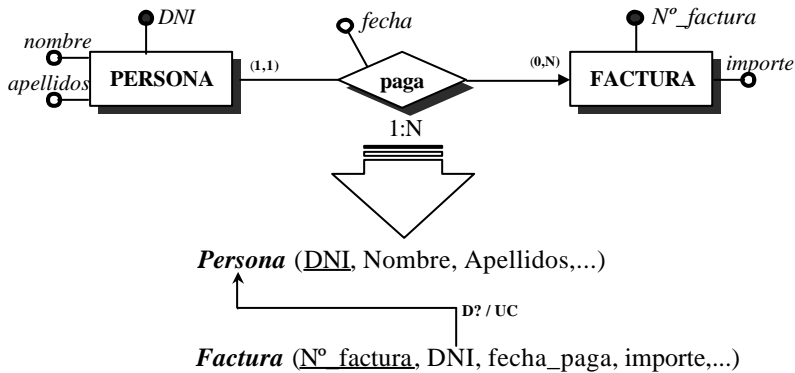 DNI
fecha
Nº_factura
nombre
apellidos
PERSONA
(1,1)
paga
(0,N)
FACTURA
importe
1:N
Persona (DNI, Nombre, Apellidos,...)
D? / UC
Factura (Nº_factura, DNI, fecha_paga, importe,...)